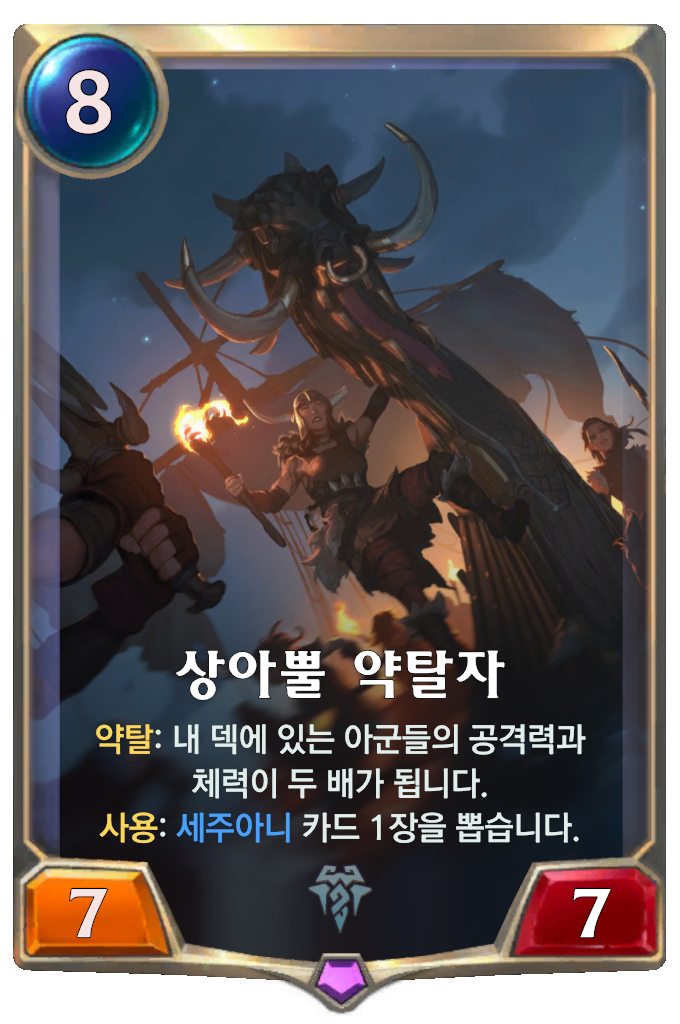 8
상아뿔 약탈자
약탈: 내 덱에 있는 아군들의 공격력과
체력이 두 배가 됩니다.
사용: 세주아니 카드 1장을 뽑습니다.
7
7